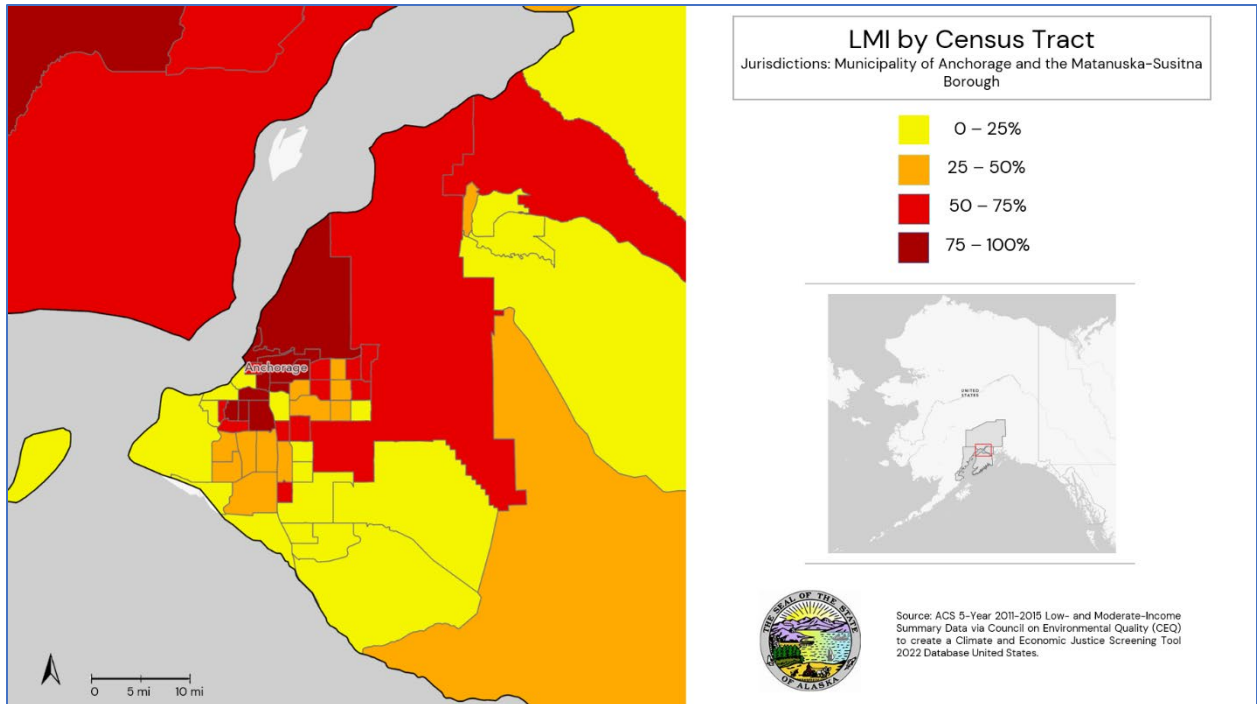 LMI by Census Tract
Jurisdictions: Municipality of Anchorage and the Matanuska-Susitna
Borough
0 – 25%
25 – 50%
50 – 75%
75 – 100%
Anchorage
UNITED
STATES
THE SEAL OF THE STATE
OF ALASKA
Source: ACS 5-Year 2011-2015 Low- and Moderate-Income
Summary Data via Council on Environmental Quality (CEQ)
to create a Climate and Economic Justice Screening Tool
2022 Database United States.
0 5 mi 10 mi